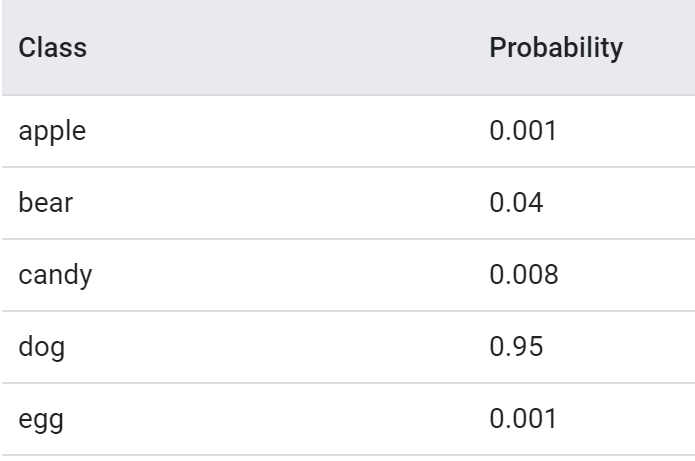 Class Probability
apple 0.001
bear 0.04
candy 0.008
dog 0.95
egg 0.001